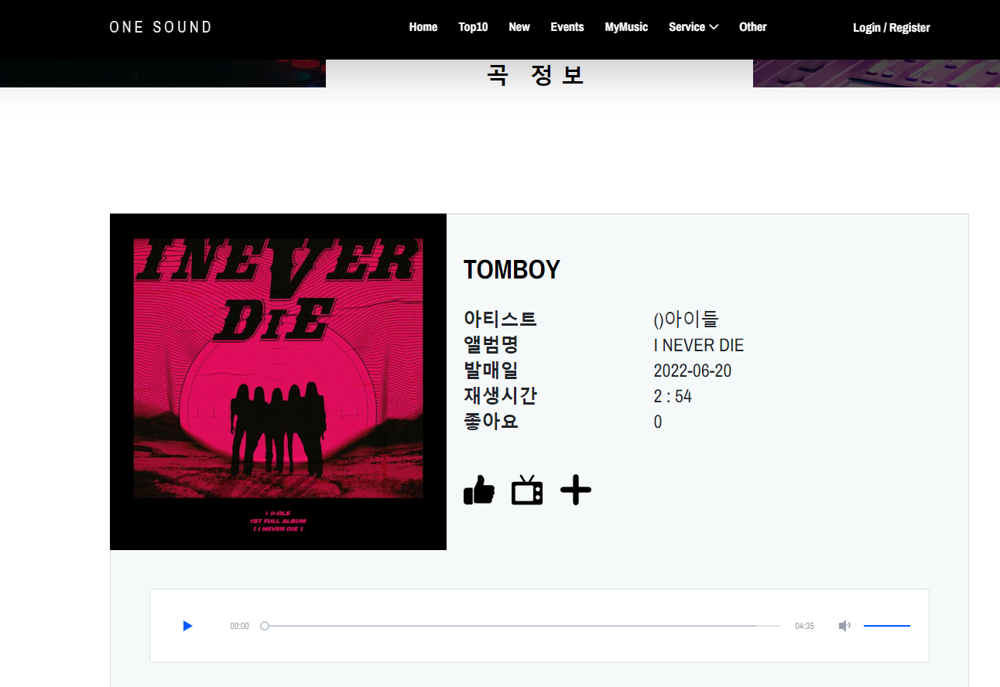 ONE SOUND
Home Top10 New Events MyMusic Service Other
Login / Register
곡 정보
I NEVER
DIE
( )I-DLE
1ST FULL ALBUM
[ I NEVER DIE ]
TOMBOY
아티스트 ()아이들
앨범명 I NEVER DIE
발매일 2022-06-20
재생시간 2 : 54
좋아요 0
00:00 04:35